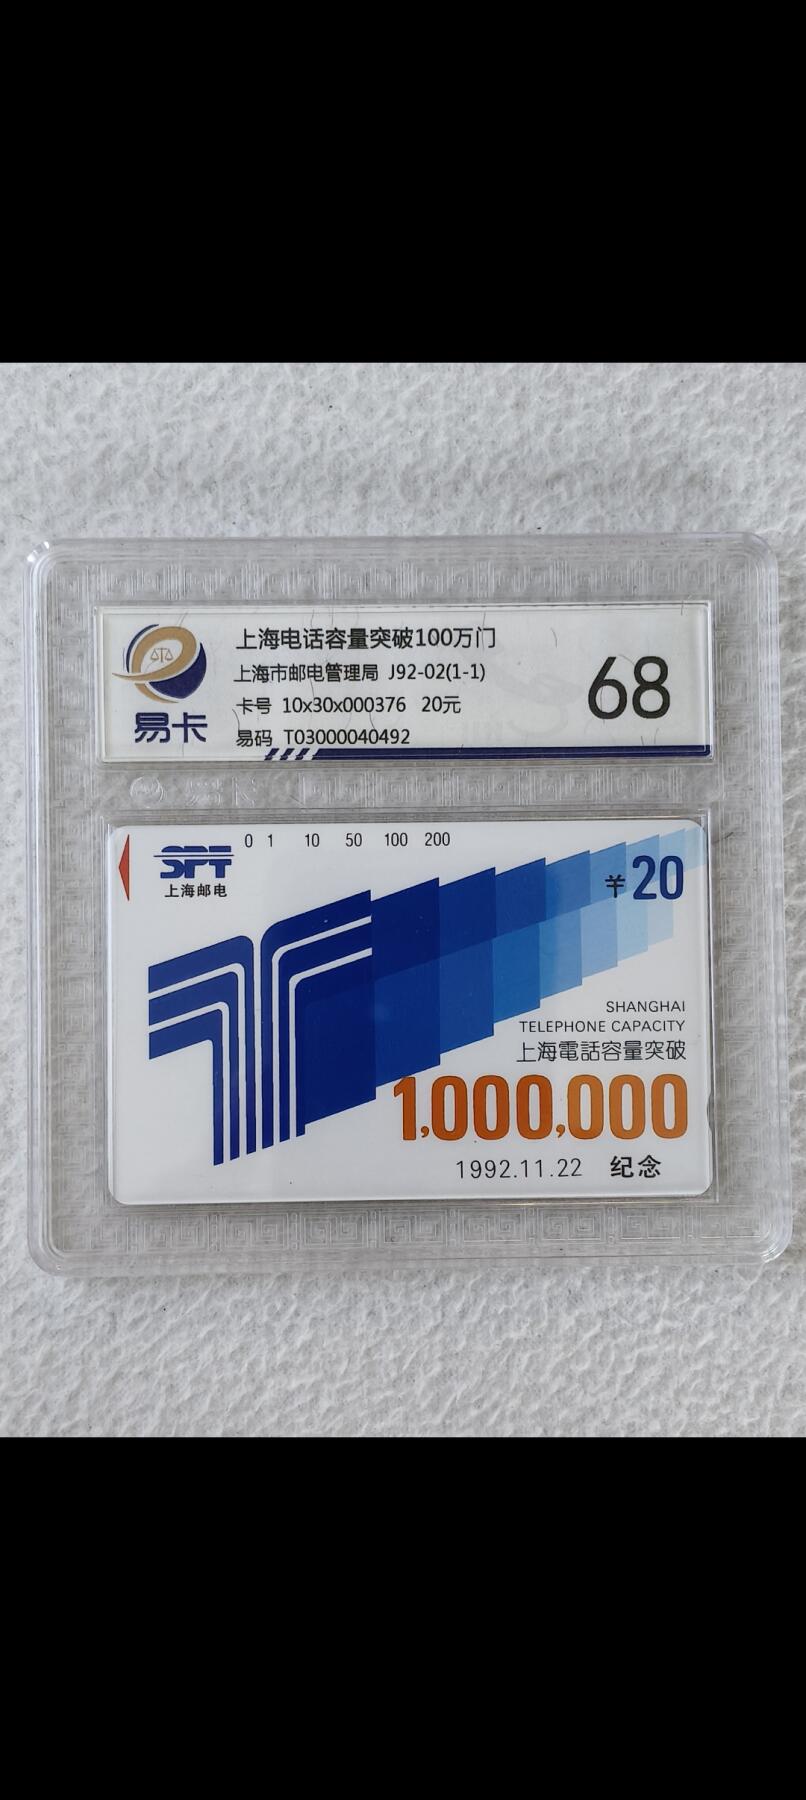 上海电话容量突破100万门
上海市邮电管理局 J92-02(1-1)
卡号 10x30x000376 20元
易码 T03000040492
易卡
68
SPT
上海邮电
0 1 10 50 100 200
¥20
SHANGHAI
TELEPHONE CAPACITY
上海電話容量突破
1,000,000
1992.11.22 纪念